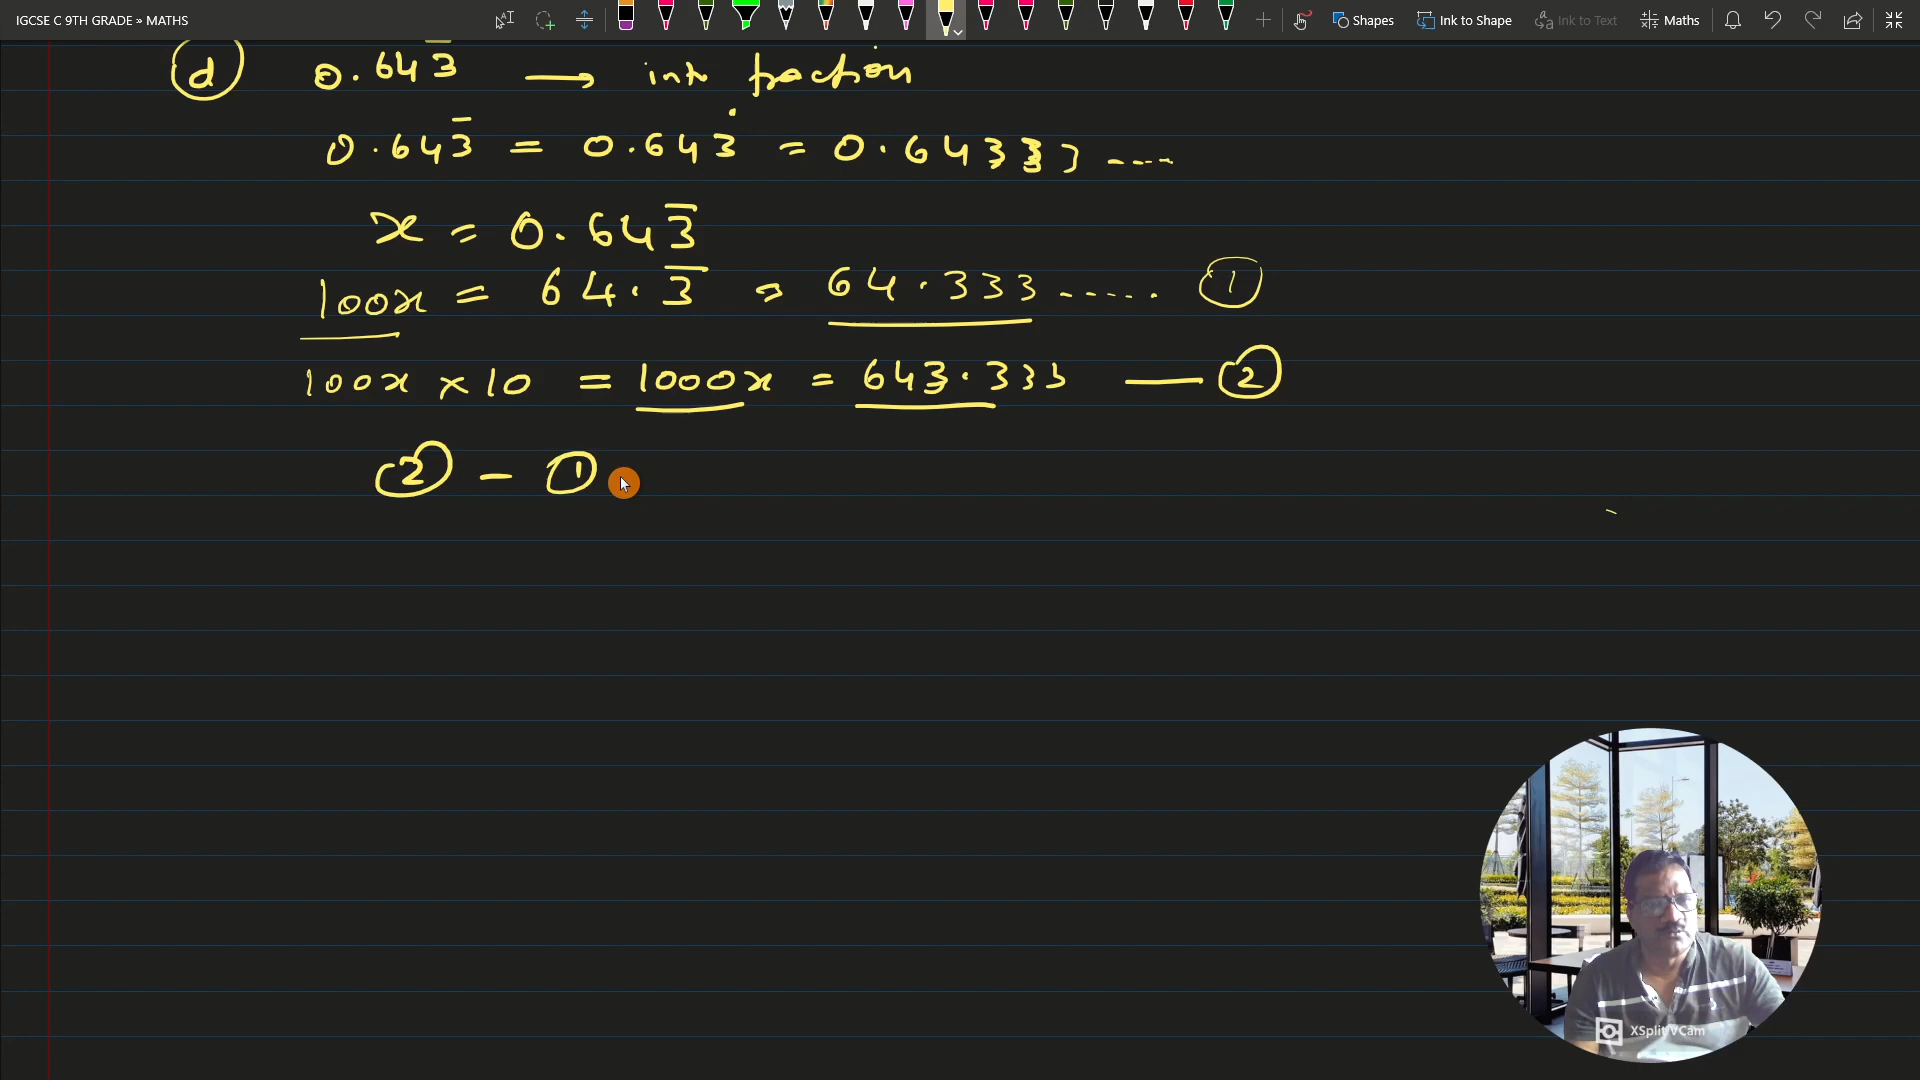 IGCSE C 9TH GRADE » MATHS Shapes Ink to Shape Ink to Text Maths
(d) 0.643̅ → into fraction
0.643̅ = 0.643̇ = 0.64333 ----
x = 0.643̅
100x = 64.3̅ = 64.333 ..... ①
100x × 10 = 1000x = 643.333 — ②
② - ①
XSplit VCam